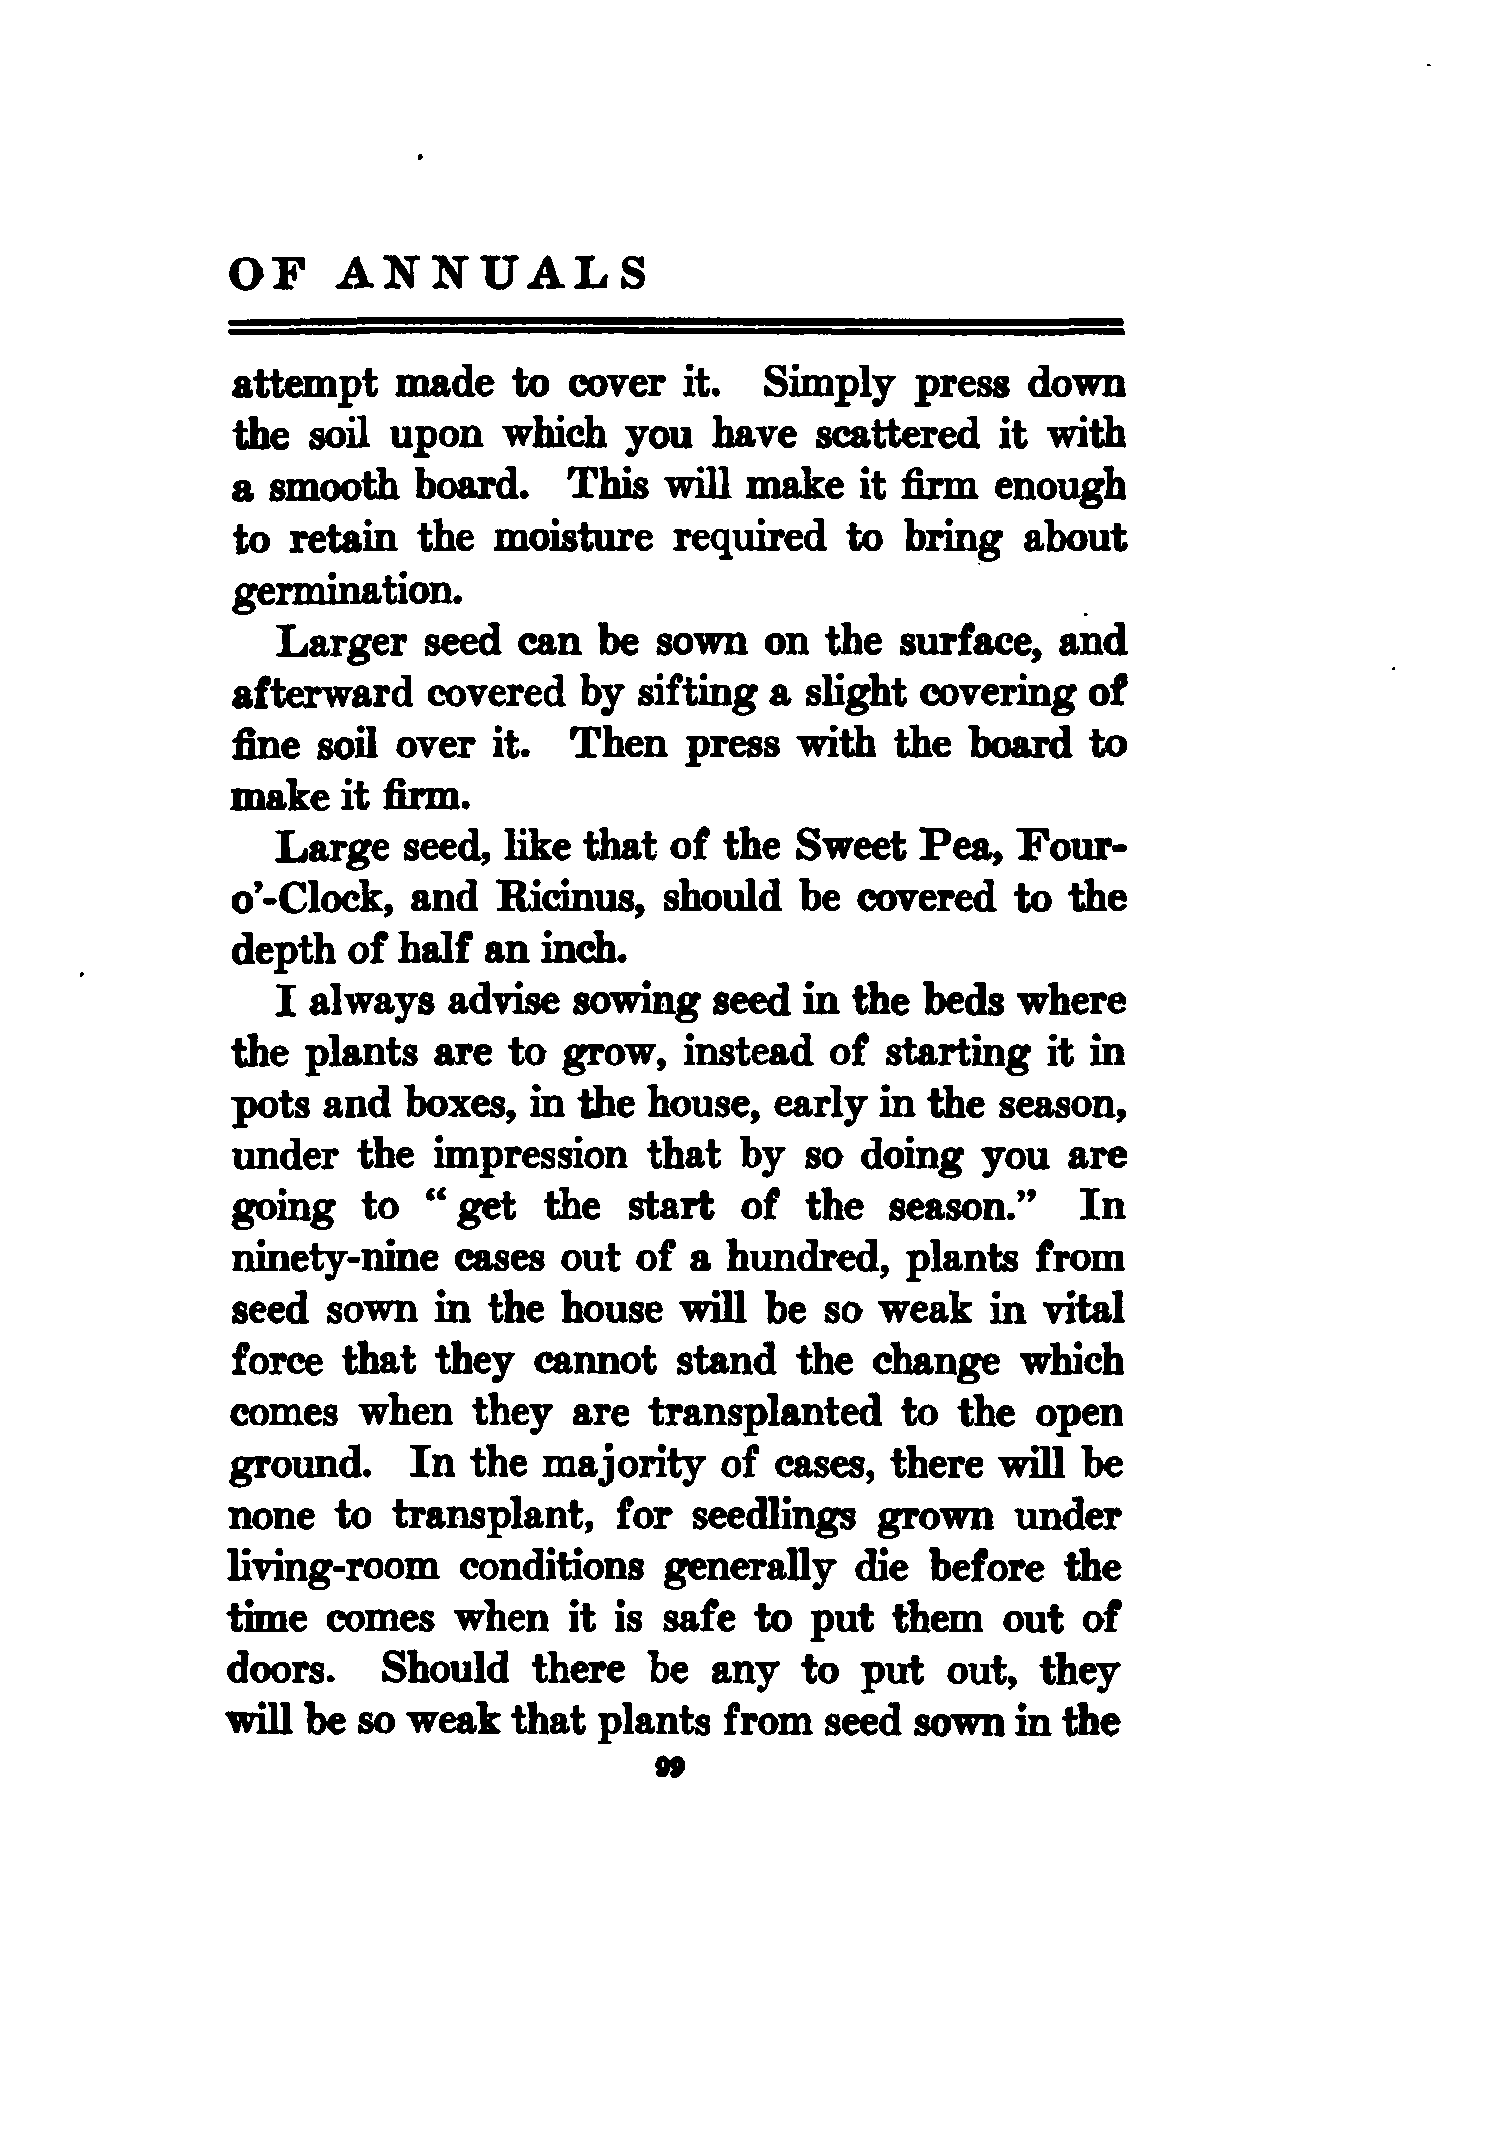 OF ANNUALS
attempt made to cover it. Simply press down
the soil upon which you have scattered it with
a smooth board. This will make it firm enough
to retain the moisture required to bring about
germination.
Larger seed can be sown on the surface, and
afterward covered by sifting a slight covering of
fine soil over it. Then press with the board to
make it firm.
Large seed, like that of the Sweet Pea, Four-
o'-Clock, and Ricinus, should be covered to the
depth of half an inch.
I always advise sowing seed in the beds where
the plants are to grow, instead of starting it in
pots and boxes, in the house, early in the season,
under the impression that by so doing you are
going to “ get the start of the season.” In
ninety-nine cases out of a hundred, plants from
seed sown in the house will be so weak in vital
force that they cannot stand the change which
comes when they are transplanted to the open
ground. In the majority of cases, there will be
none to transplant, for seedlings grown under
living-room conditions generally die before the
time comes when it is safe to put them out of
doors. Should there be any to put out, they
will be so weak that plants from seed sown in the
99